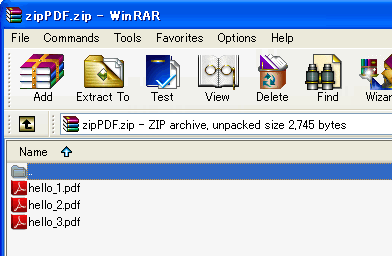 zipPDF.zip - WinRAR
File Commands Tools Favorites Options Help
Add Extract To Test View Delete Find Wizar
zipPDF.zip - ZIP archive, unpacked size 2,745 bytes
Name
..
hello_1.pdf
hello_2.pdf
hello_3.pdf